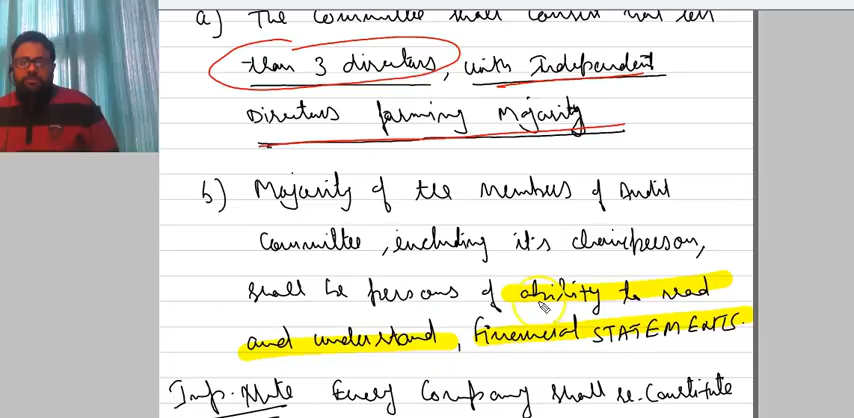 a) The Committee shall consist not less
than 3 directors, with Independent
Directors forming Majority
b) Majority of the members of Audit
Committee, including it's chairperson,
shall be persons of ability to read
and understand, Financial STATEMENTS.
Imp. Note Every Company shall re-constitute